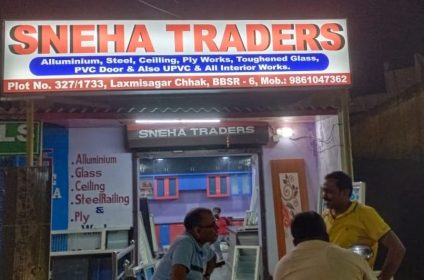 SNEHA TRADERS
Alluminium, Steel, Ceilling, Ply Works, Toughened Glass,
PVC Door & Also UPVC & All Interior Works.
Plot No. 327/1733, Laxmisagar Chhak, BBSR - 6, Mob.: 9861047362
SNEHA TRADERS
. Alluminium
. Glass
. Ceiling
. SteelRailing
&
. Ply